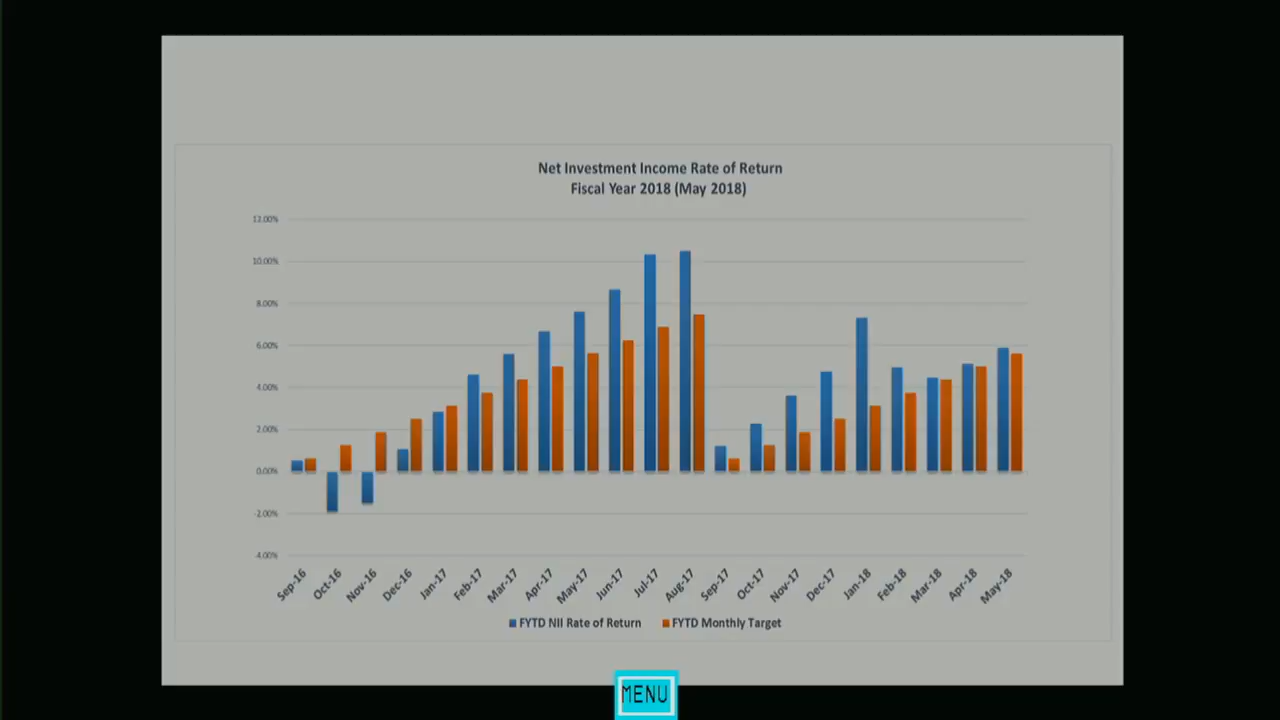 Net Investment Income Rate of Return
Fiscal Year 2018 (May 2018)
12.00%
10.00%
8.00%
6.00%
4.00%
2.00%
0.00%
-2.00%
-4.00%
Sep-16
Oct-16
Nov-16
Dec-16
Jan-17
Feb-17
Mar-17
Apr-17
May-17
Jun-17
Jul-17
Aug-17
Sep-17
Oct-17
Nov-17
Dec-17
Jan-18
Feb-18
Mar-18
Apr-18
May-18
FYTD NII Rate of Return
FYTD Monthly Target
MENU